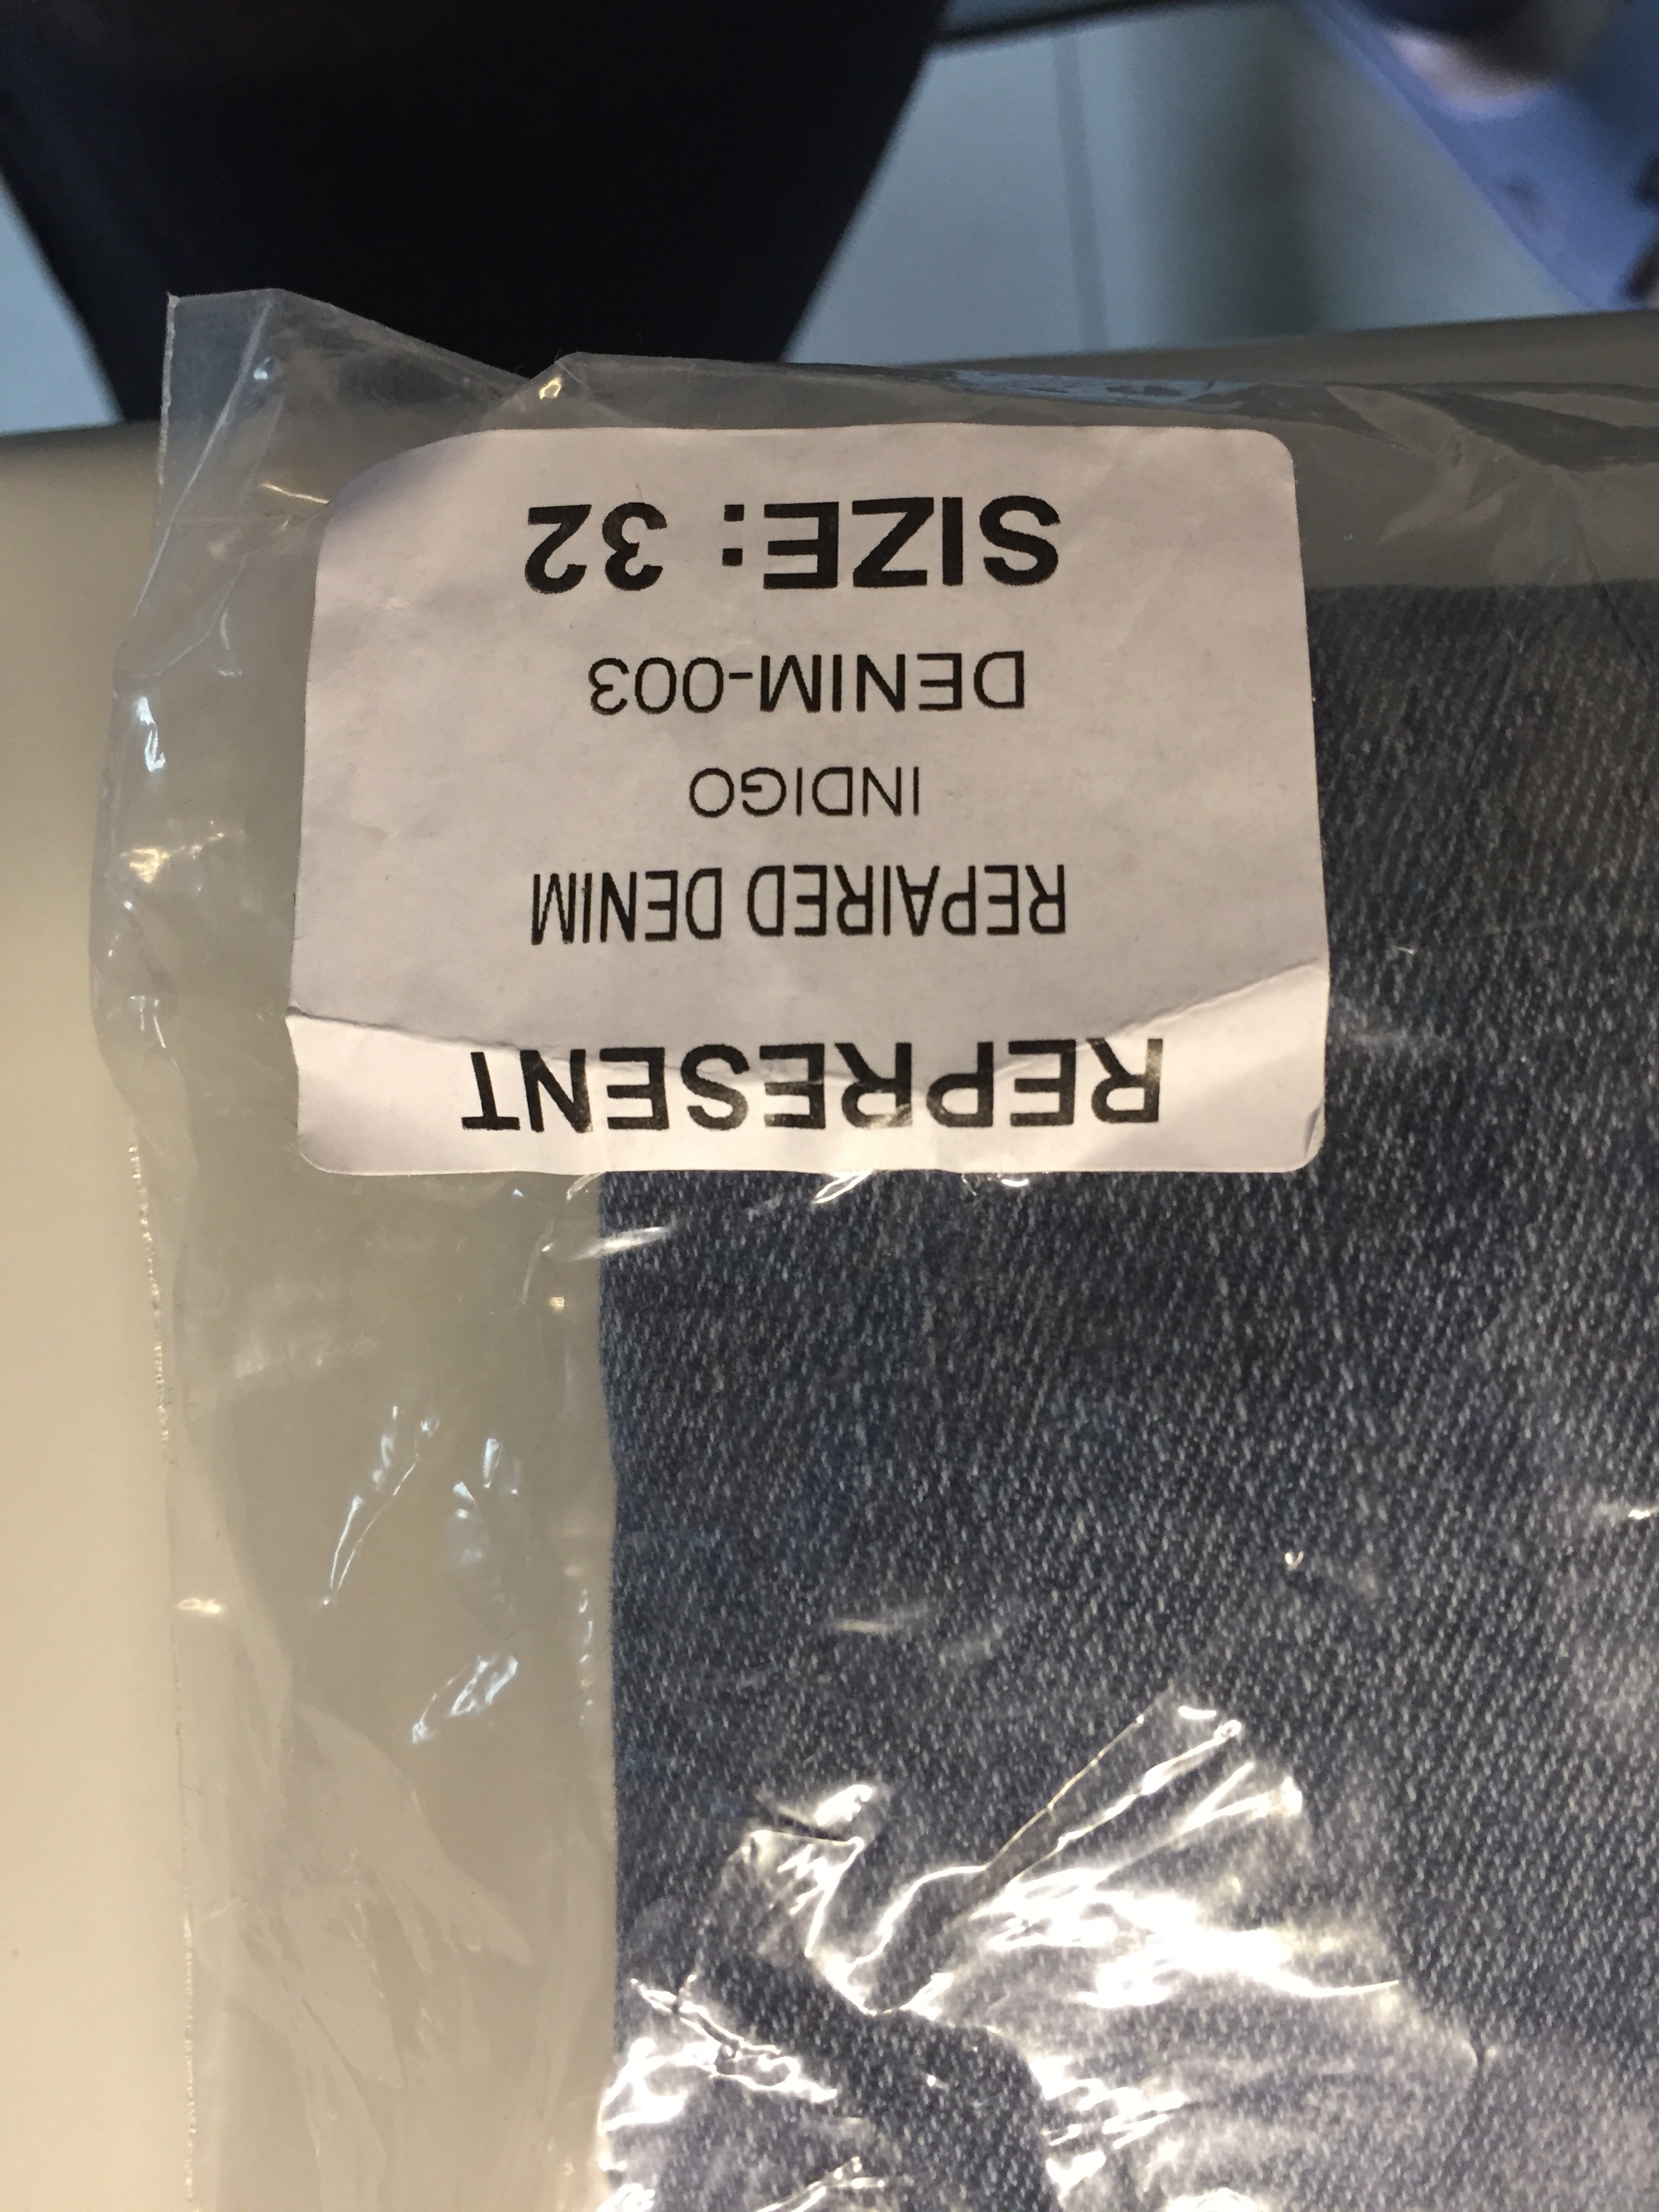 REPRESENT
REPAIRED DENIM
INDIGO
DENIM-003
SIZE: 32